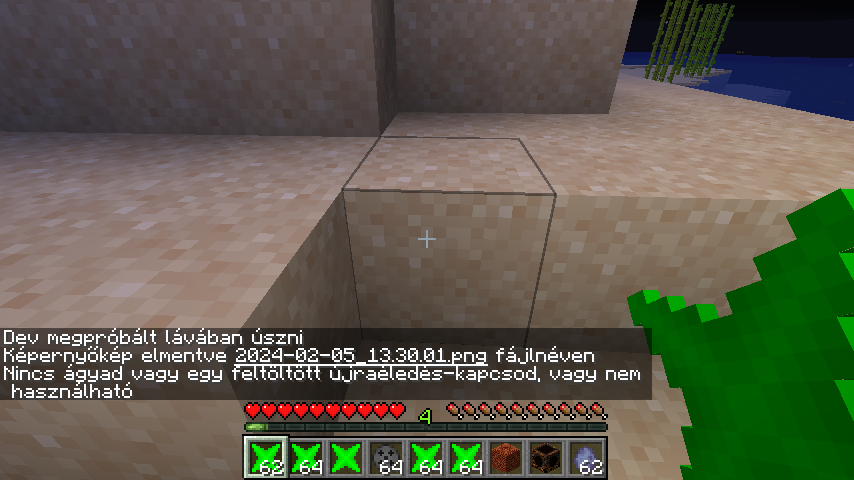 Dev megpróbált lávában úszni
Képernyőkép elmentve 2024-02-05_13.30.01.png fájlnéven
Nincs ágyad vagy egy feltöltött újraéledés-kapcsod, vagy nem
használható
4
62 64 64 64 64 62